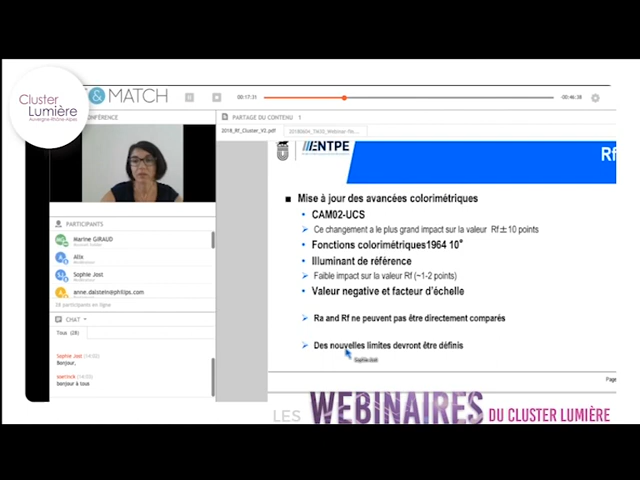 Cluster
Lumière
Auvergne-Rhône-Alpes
& MATCH
00:17:31
00:46:38
CONFÉRENCE
PARTAGE DU CONTENU 1
2018_Rf_Cluster_V2.pdf
ENTPE
Rf
Mise à jour des avancées colorimétriques
CAM02-UCS
Ce changement a le plus grand impact sur la valeur Rf± 10 points
Fonctions colorimétriques1964 10°
Illuminant de référence
Faible impact sur la valeur Rf (~1-2 points)
Valeur negative et facteur d'échelle
Ra and Rf ne peuvent pas être directement comparés
Des nouvelles limites devront être définis
Sophie Jost
Page
PARTICIPANTS
Marine GIRAUD
Alix
Modérateur
Sophie Jost
Modérateur
anne.dalstein@philips.com
18 participants en ligne
CHAT
Tous (28)
Sophie Jost (14:02)
Bonjour,
(14:02)
bonjour à tous
LES WEBINAIRES DU CLUSTER LUMIÈRE